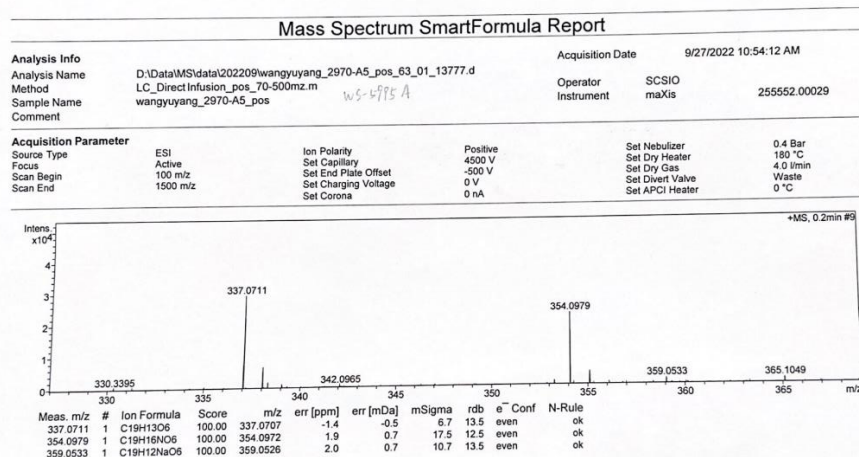 Mass Spectrum SmartFormula Report
Analysis Info
Acquisition Date 9/27/2022 10:54:12 AM
Analysis Name D:\Data\MS\data\202209\wangyuyang_2970-A5_pos_63_01_13777.d
Method LC_Direct Infusion_pos_70-500mz.m
Operator SCSIO
Sample Name wangyuyang_2970-A5_pos
WS-5995 A
Instrument maXis 255552.00029
Comment
Acquisition Parameter
Source Type ESI Ion Polarity Positive Set Nebulizer 0.4 Bar
Focus Active Set Capillary 4500 V Set Dry Heater 180 °C
Scan Begin 100 m/z Set End Plate Offset -500 V Set Dry Gas 4.0 l/min
Scan End 1500 m/z Set Charging Voltage 0 V Set Divert Valve Waste
Set Corona 0 nA Set APCI Heater 0 °C
Intens.
x10⁴
+MS, 0.2min #9
4
3
2
1
0
337.0711
354.0979
330.3395
342.0965
359.0533
365.1049
330 335 340 345 350 355 360 365 m/z
Meas. m/z # Ion Formula Score m/z err [ppm] err [mDa] mSigma rdb e⁻ Conf N-Rule
337.0711 1 C19H13O6 100.00 337.0707 -1.4 -0.5 6.7 13.5 even ok
354.0979 1 C19H16NO6 100.00 354.0972 1.9 0.7 17.5 12.5 even ok
359.0533 1 C19H12NaO6 100.00 359.0526 2.0 0.7 10.7 13.5 even ok